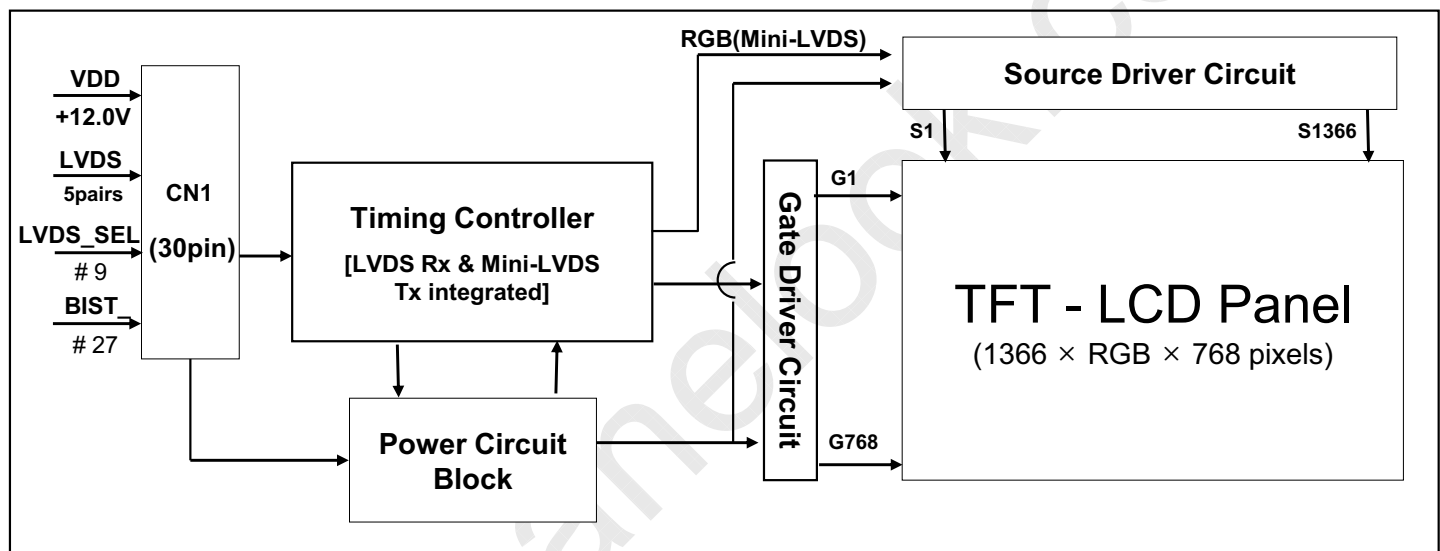 VDD
+12.0V
LVDS
5pairs
LVDS_SEL
# 9
BIST_
# 27
CN1
(30pin)
Timing Controller
[LVDS Rx & Mini-LVDS
Tx integrated]
Power Circuit
Block
RGB(Mini-LVDS)
Source Driver Circuit
S1
S1366
Gate Driver Circuit
G1
G768
TFT - LCD Panel
(1366 × RGB × 768 pixels)